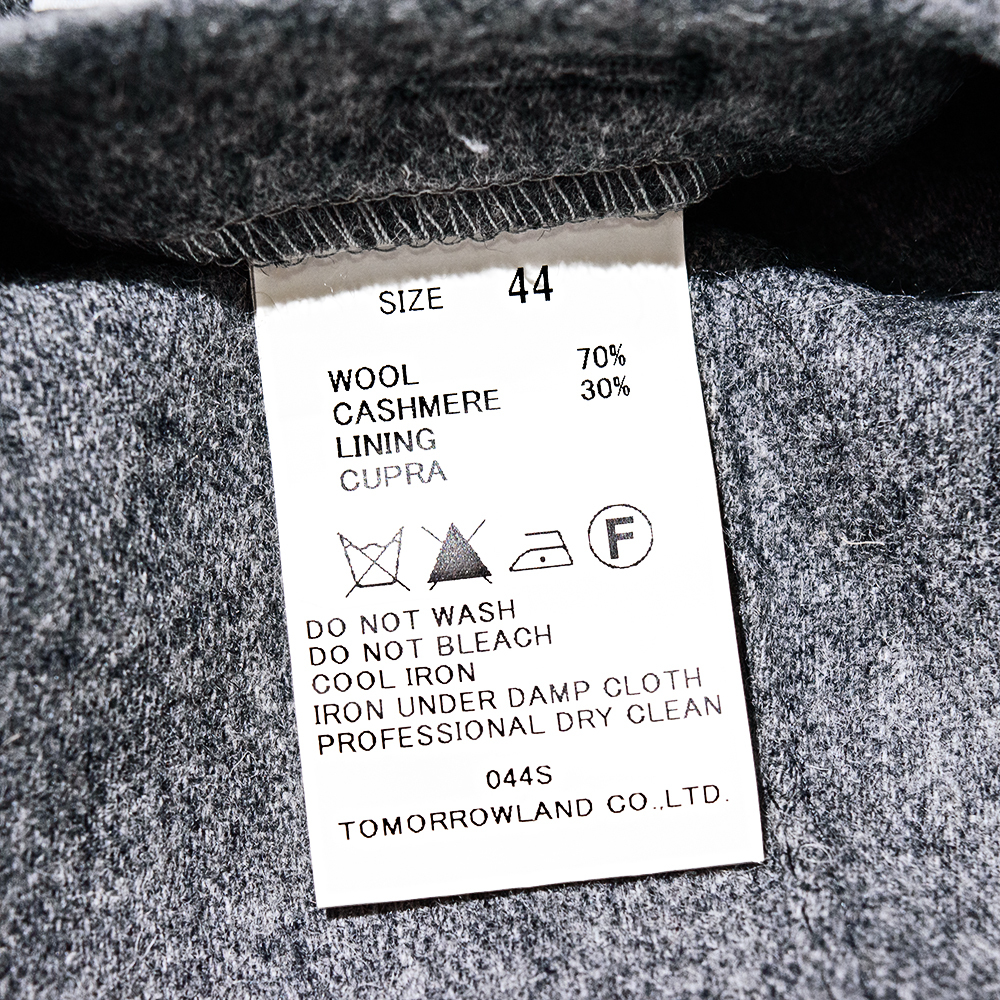 SIZE 44
WOOL 70%
CASHMERE 30%
LINING
CUPRA
F
DO NOT WASH
DO NOT BLEACH
COOL IRON
IRON UNDER DAMP CLOTH
PROFESSIONAL DRY CLEAN
044S
TOMORROWLAND CO.,LTD.